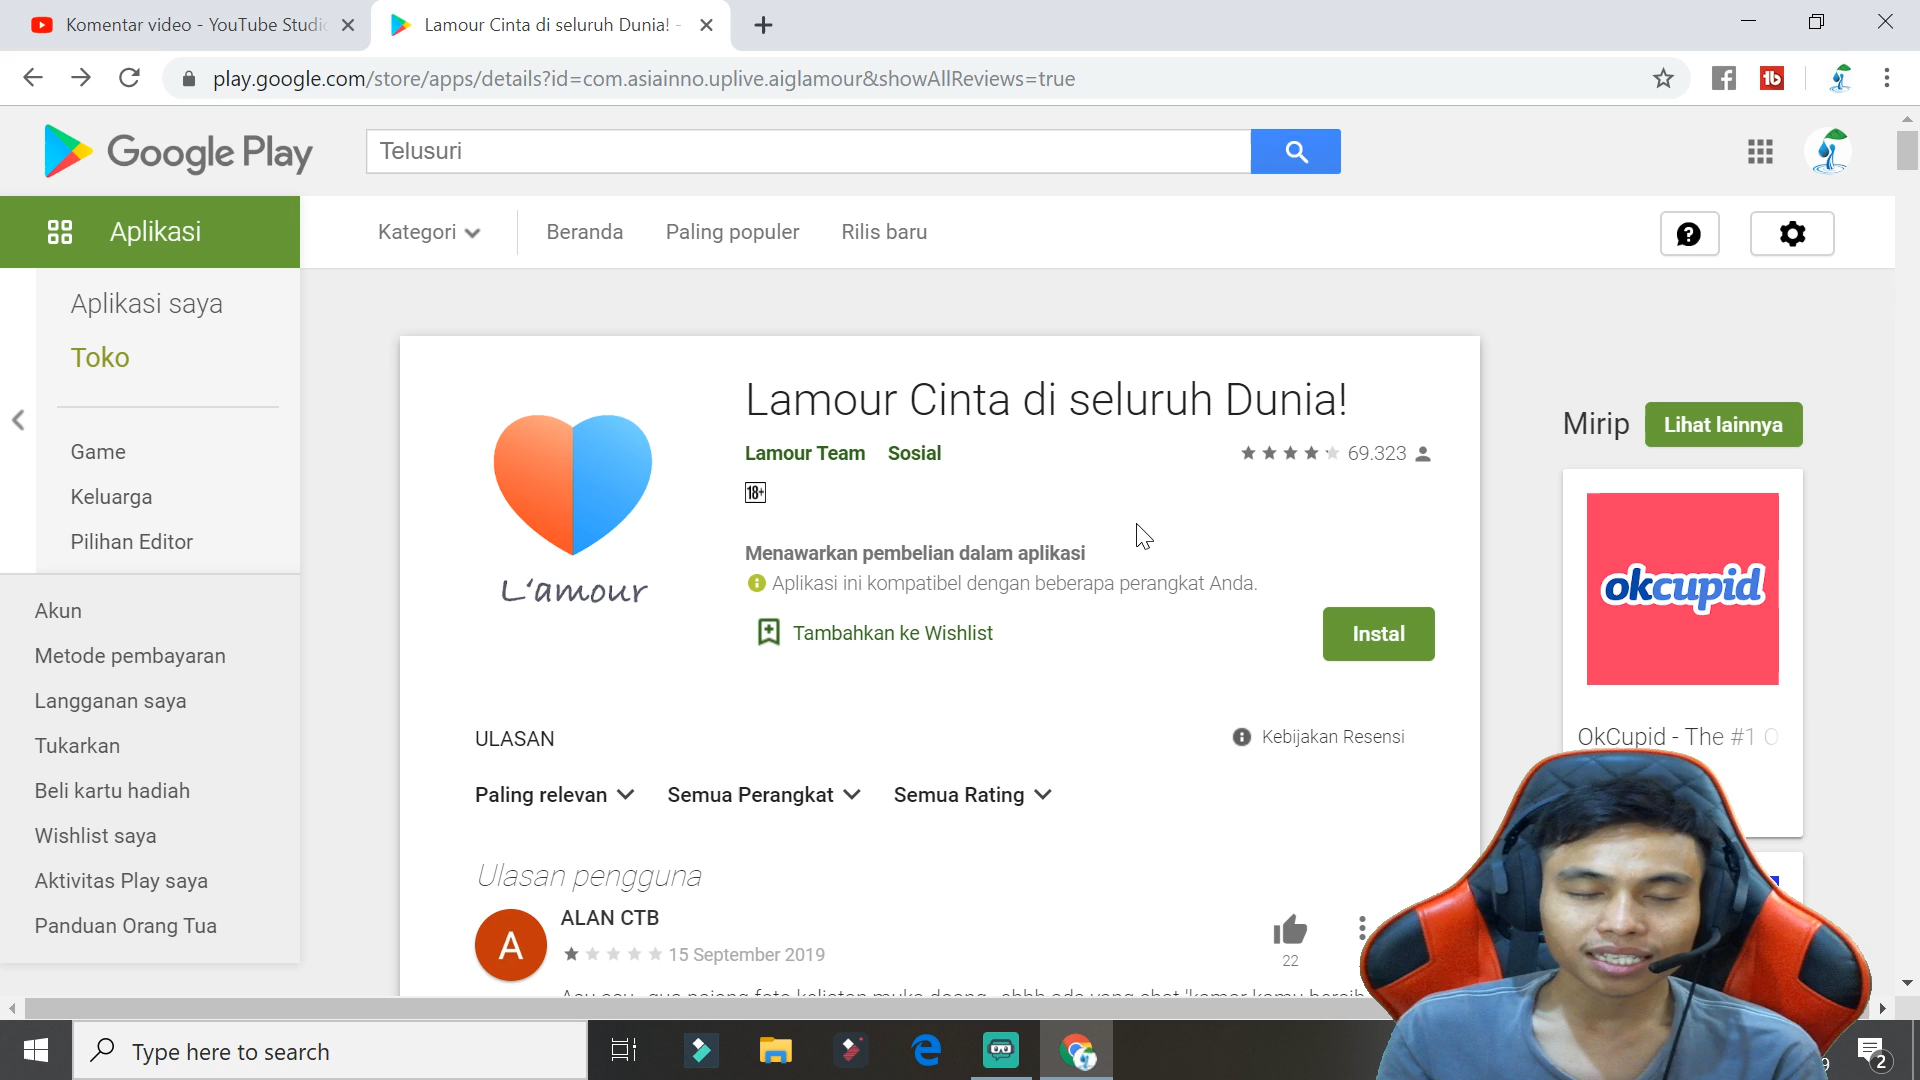 Komentar video - YouTube Studi
Lamour Cinta di seluruh Dunia! -
play.google.com/store/apps/details?id=com.asiainno.uplive.aiglamour&showAllReviews=true
Google Play
Telusuri
Aplikasi
Kategori
Beranda
Paling populer
Rilis baru
Aplikasi saya
Toko
Game
Keluarga
Pilihan Editor
Akun
Metode pembayaran
Langganan saya
Tukarkan
Beli kartu hadiah
Wishlist saya
Aktivitas Play saya
Panduan Orang Tua
L'amour
Lamour Cinta di seluruh Dunia!
Lamour Team Sosial
69.323
18+
Menawarkan pembelian dalam aplikasi
Aplikasi ini kompatibel dengan beberapa perangkat Anda.
Tambahkan ke Wishlist
Instal
ULASAN
Kebijakan Resensi
Paling relevan
Semua Perangkat
Semua Rating
Ulasan pengguna
A
ALAN CTB
15 September 2019
22
Mirip
Lihat lainnya
okcupid
OkCupid - The #1 O
Type here to search
2